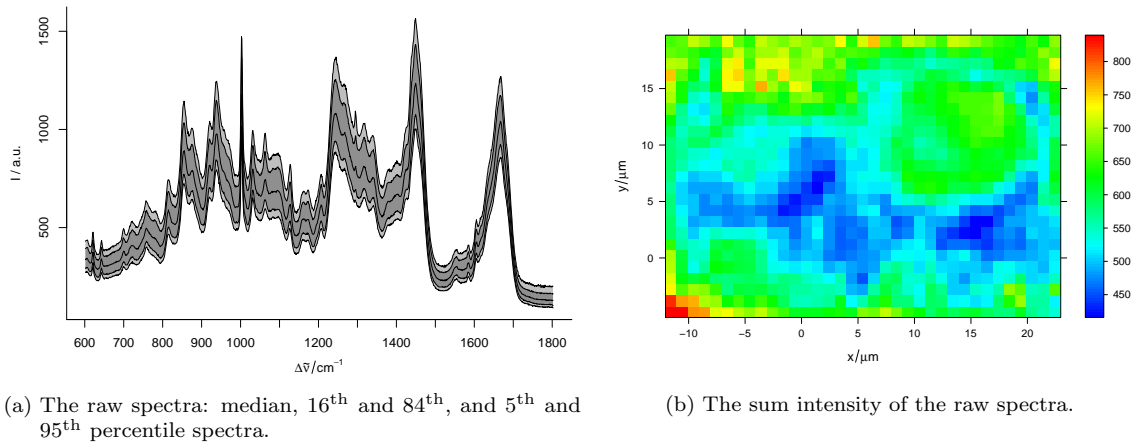 I / a.u.
1500
1000
500
600 700 800 900 1000 1200 1400 1600 1800
Δν̃/cm⁻¹
(a) The raw spectra: median, 16th and 84th, and 5th and
95th percentile spectra.
y/μm
15
10
5
0
−10 −5 0 5 10 15 20
x/μm
800
750
700
650
600
550
500
450
(b) The sum intensity of the raw spectra.